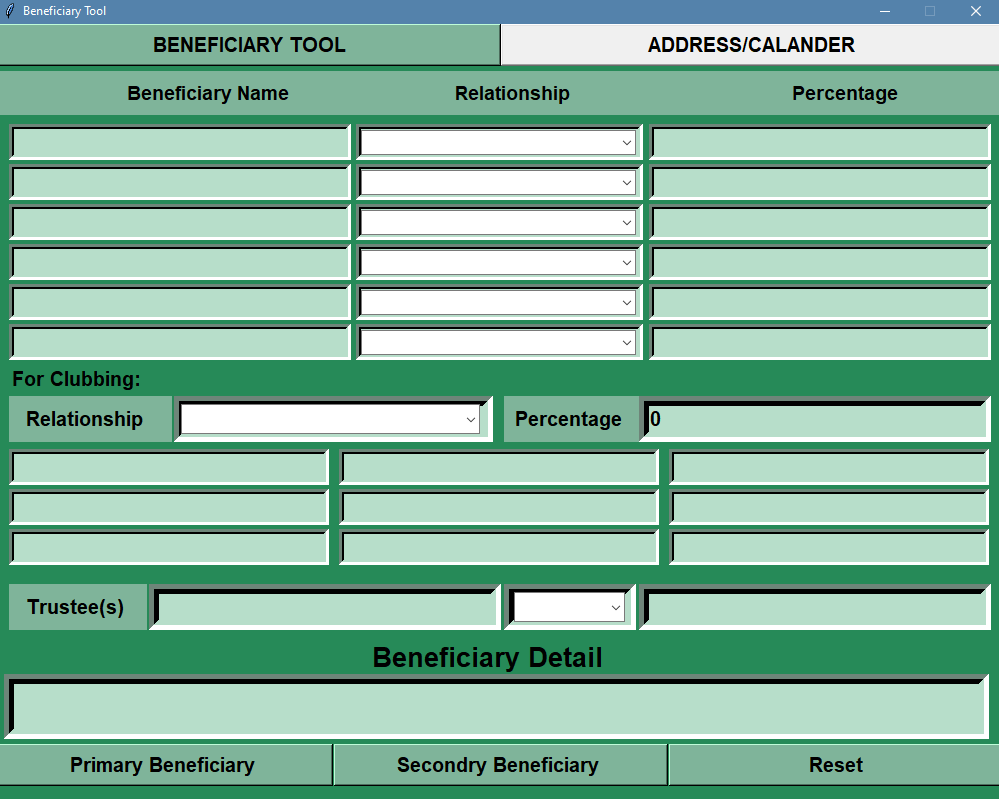 Beneficiary Tool
BENEFICIARY TOOL ADDRESS/CALANDER
Beneficiary Name Relationship Percentage
For Clubbing:
Relationship Percentage 0
Trustee(s)
Beneficiary Detail
Primary Beneficiary Secondry Beneficiary Reset